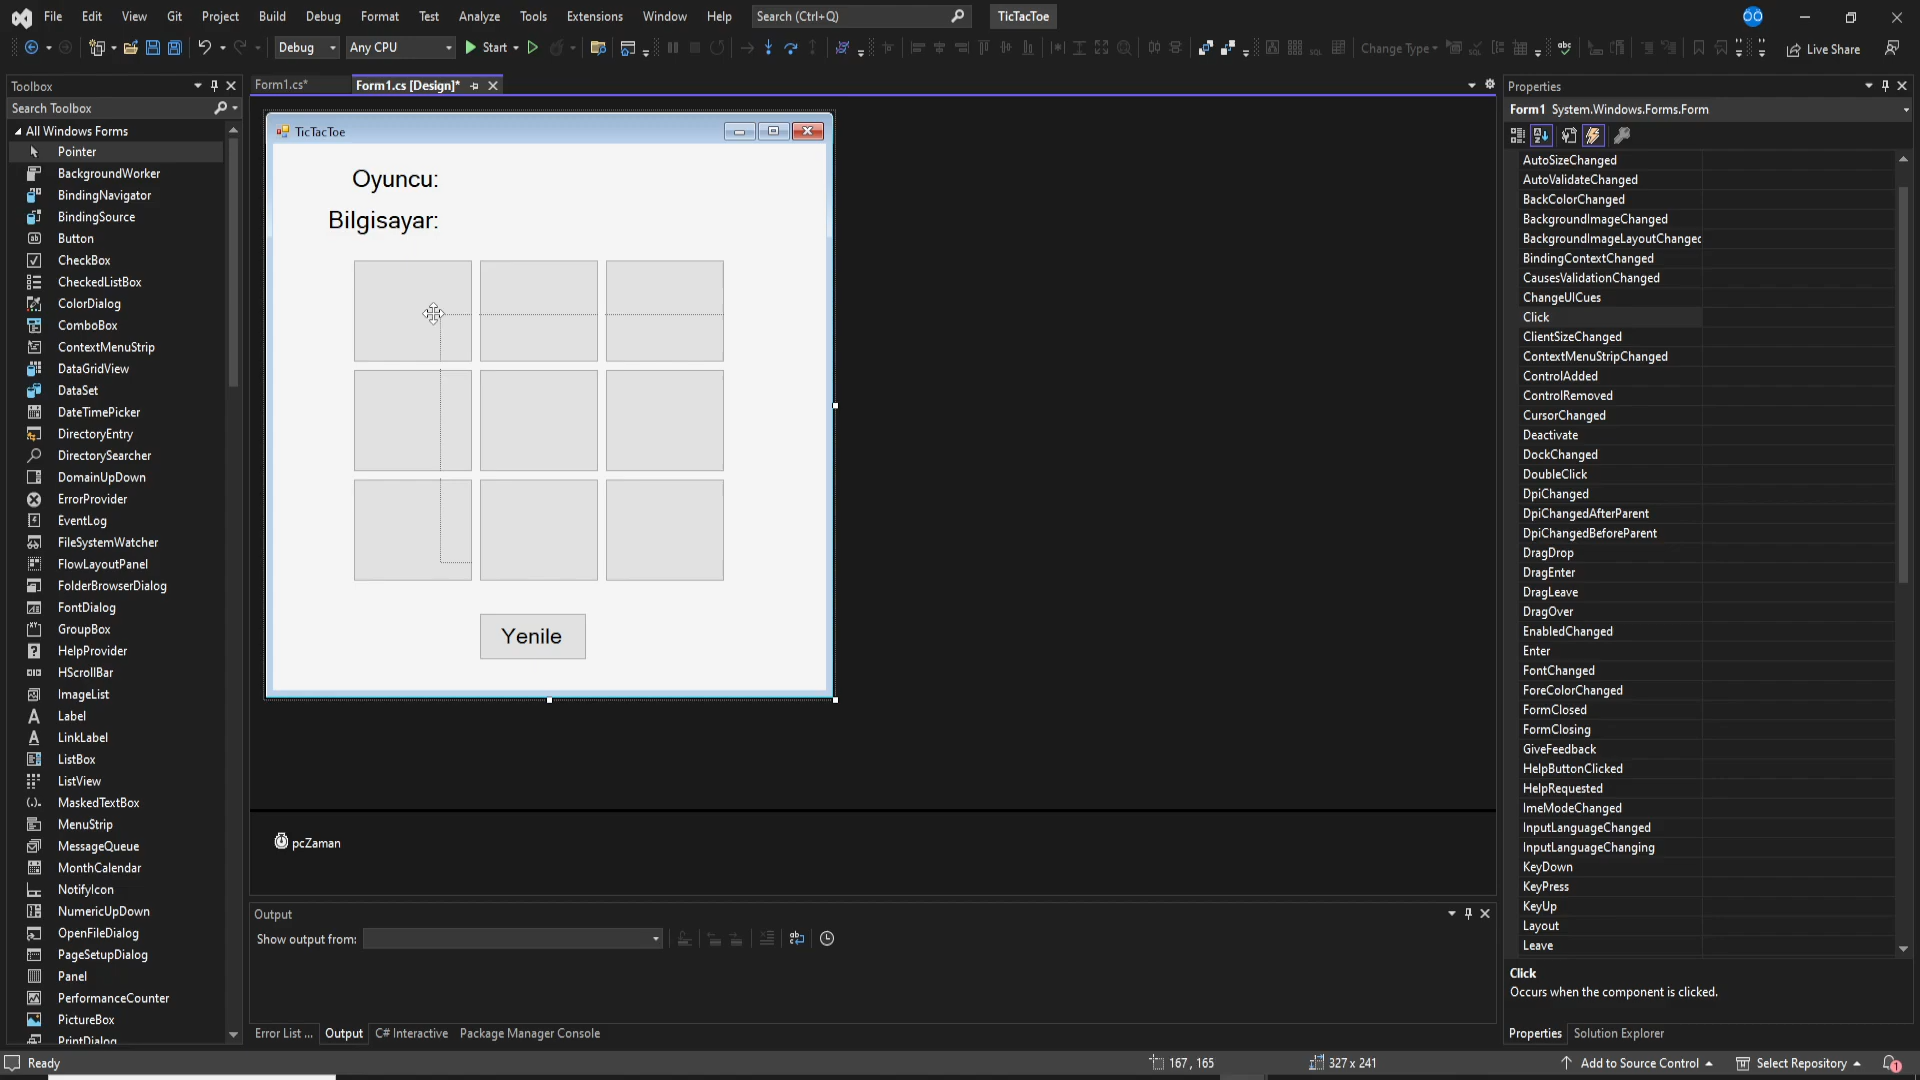 File Edit View Git Project Build Debug Format Test Analyze Tools Extensions Window Help Search (Ctrl+Q) TicTacToe
Debug Any CPU Start Change Type Live Share
Toolbox
Search Toolbox
All Windows Forms
Pointer
BackgroundWorker
BindingNavigator
BindingSource
Button
CheckBox
CheckedListBox
ColorDialog
ComboBox
ContextMenuStrip
DataGridView
DataSet
DateTimePicker
DirectoryEntry
DirectorySearcher
DomainUpDown
ErrorProvider
EventLog
FileSystemWatcher
FlowLayoutPanel
FolderBrowserDialog
FontDialog
GroupBox
HelpProvider
HScrollBar
ImageList
Label
LinkLabel
ListBox
ListView
MaskedTextBox
MenuStrip
MessageQueue
MonthCalendar
NotifyIcon
NumericUpDown
OpenFileDialog
PageSetupDialog
Panel
PerformanceCounter
PictureBox
PrintDialog
Form1.cs* Form1.cs [Design]*
TicTacToe
Oyuncu:
Bilgisayar:
Yenile
pcZaman
Output
Show output from:
Error List ... Output C# Interactive Package Manager Console
Properties
Form1 System.Windows.Forms.Form
AutoSizeChanged
AutoValidateChanged
BackColorChanged
BackgroundImageChanged
BackgroundImageLayoutChanged
BindingContextChanged
CausesValidationChanged
ChangeUICues
Click
ClientSizeChanged
ContextMenuStripChanged
ControlAdded
ControlRemoved
CursorChanged
Deactivate
DockChanged
DoubleClick
DpiChanged
DpiChangedAfterParent
DpiChangedBeforeParent
DragDrop
DragEnter
DragLeave
DragOver
EnabledChanged
Enter
FontChanged
ForeColorChanged
FormClosed
FormClosing
GiveFeedback
HelpButtonClicked
HelpRequested
ImeModeChanged
InputLanguageChanged
InputLanguageChanging
KeyDown
KeyPress
KeyUp
Layout
Leave
Click
Occurs when the component is clicked.
Properties Solution Explorer
Ready 167 , 165 327 x 241 Add to Source Control Select Repository 1